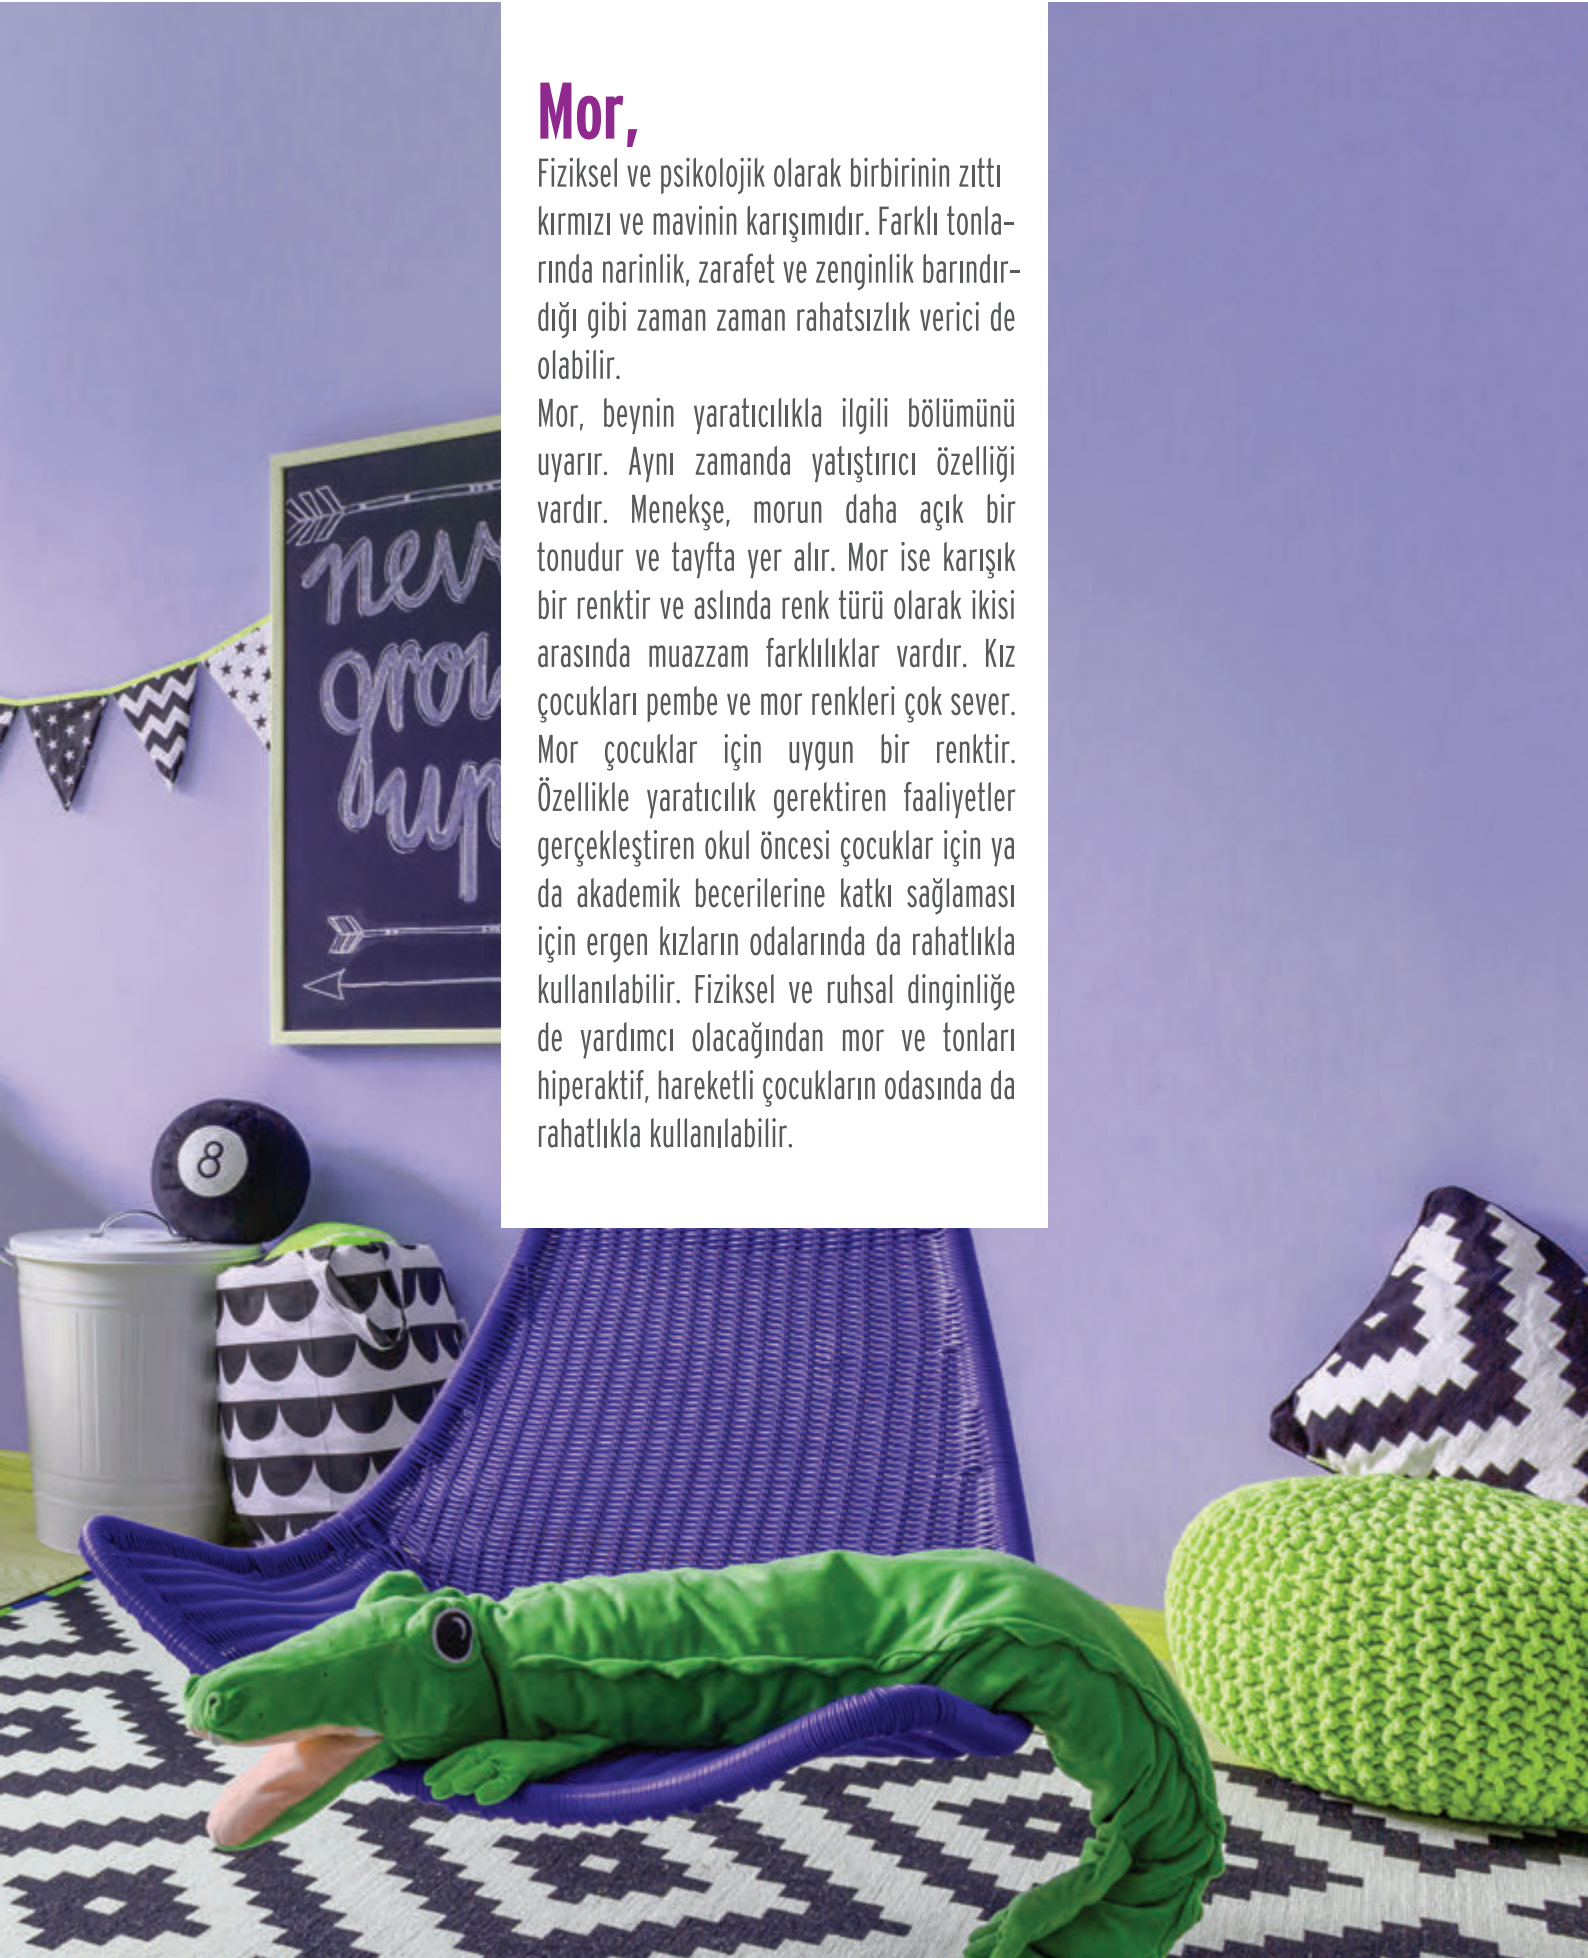 Mor,
Fiziksel ve psikolojik olarak birbirinin zıttı
kırmızı ve mavinin karışımıdır. Farklı tonla-
rında narinlik, zarafet ve zenginlik barındır-
dığı gibi zaman zaman rahatsızlık verici de
olabilir.
Mor, beynin yaratıcılıkla ilgili bölümünü
uyarır. Aynı zamanda yatıştırıcı özelliği
vardır. Menekşe, morun daha açık bir
tonudur ve tayfta yer alır. Mor ise karışık
bir renktir ve aslında renk türü olarak ikisi
arasında muazzam farklılıklar vardır. Kız
çocukları pembe ve mor renkleri çok sever.
Mor çocuklar için uygun bir renktir.
Özellikle yaratıcılık gerektiren faaliyetler
gerçekleştiren okul öncesi çocuklar için ya
da akademik becerilerine katkı sağlaması
için ergen kızların odalarında da rahatlıkla
kullanılabilir. Fiziksel ve ruhsal dinginliğe
de yardımcı olacağından mor ve tonları
hiperaktif, hareketli çocukların odasında da
rahatlıkla kullanılabilir.
nev
grow
up
8